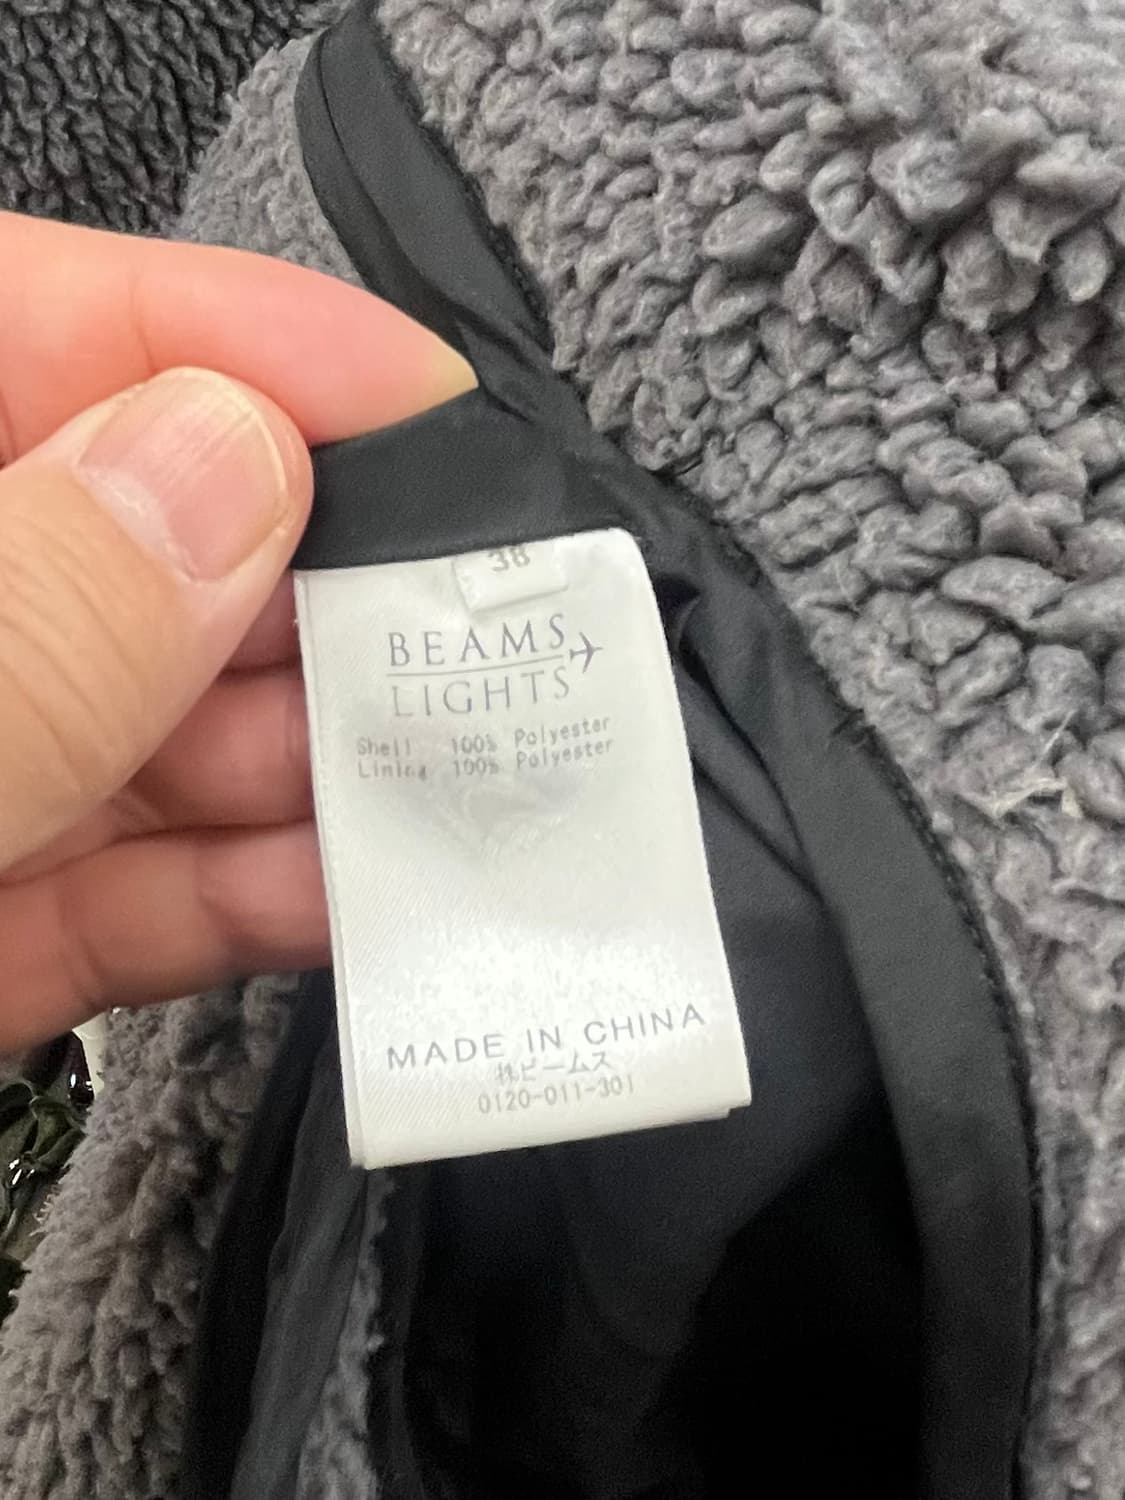 38
BEAMS
LIGHTS
Shell 100% Polyester
Lining 100% Polyester
MADE IN CHINA
㈱ビームス
0120-011-301